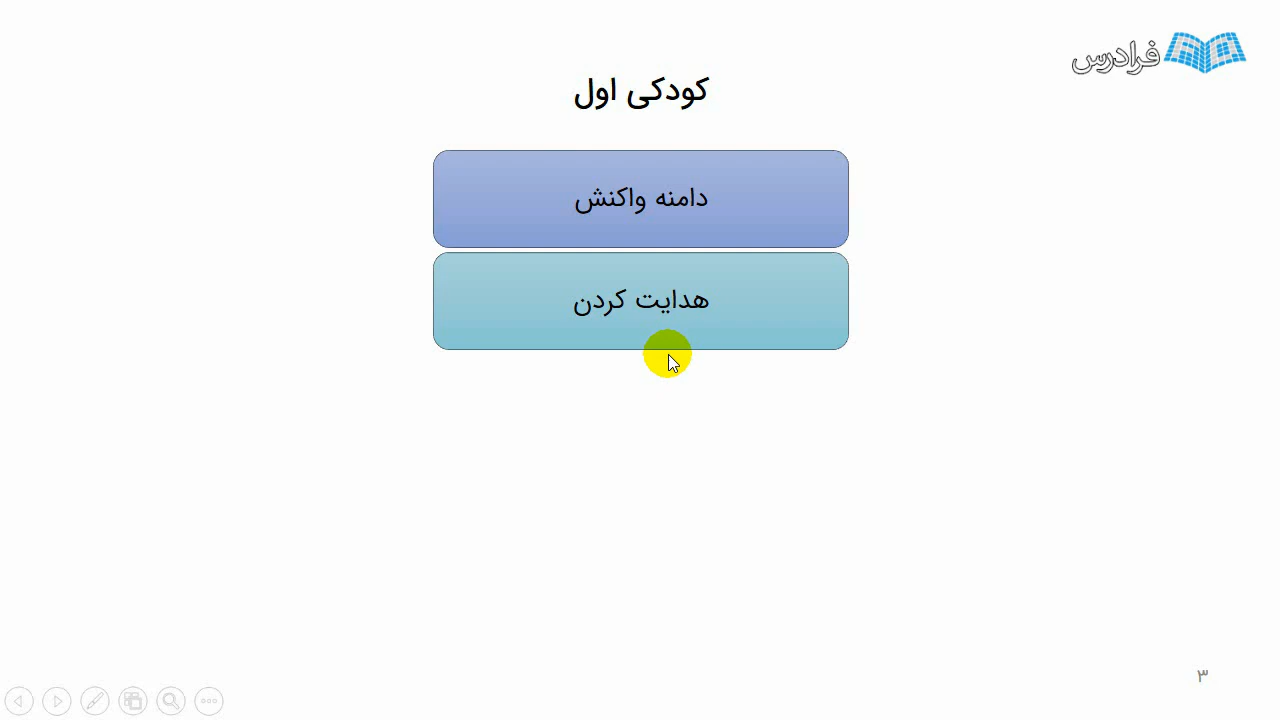 فرادرس
کودکی اول
دامنه واکنش
هدایت کردن
۳